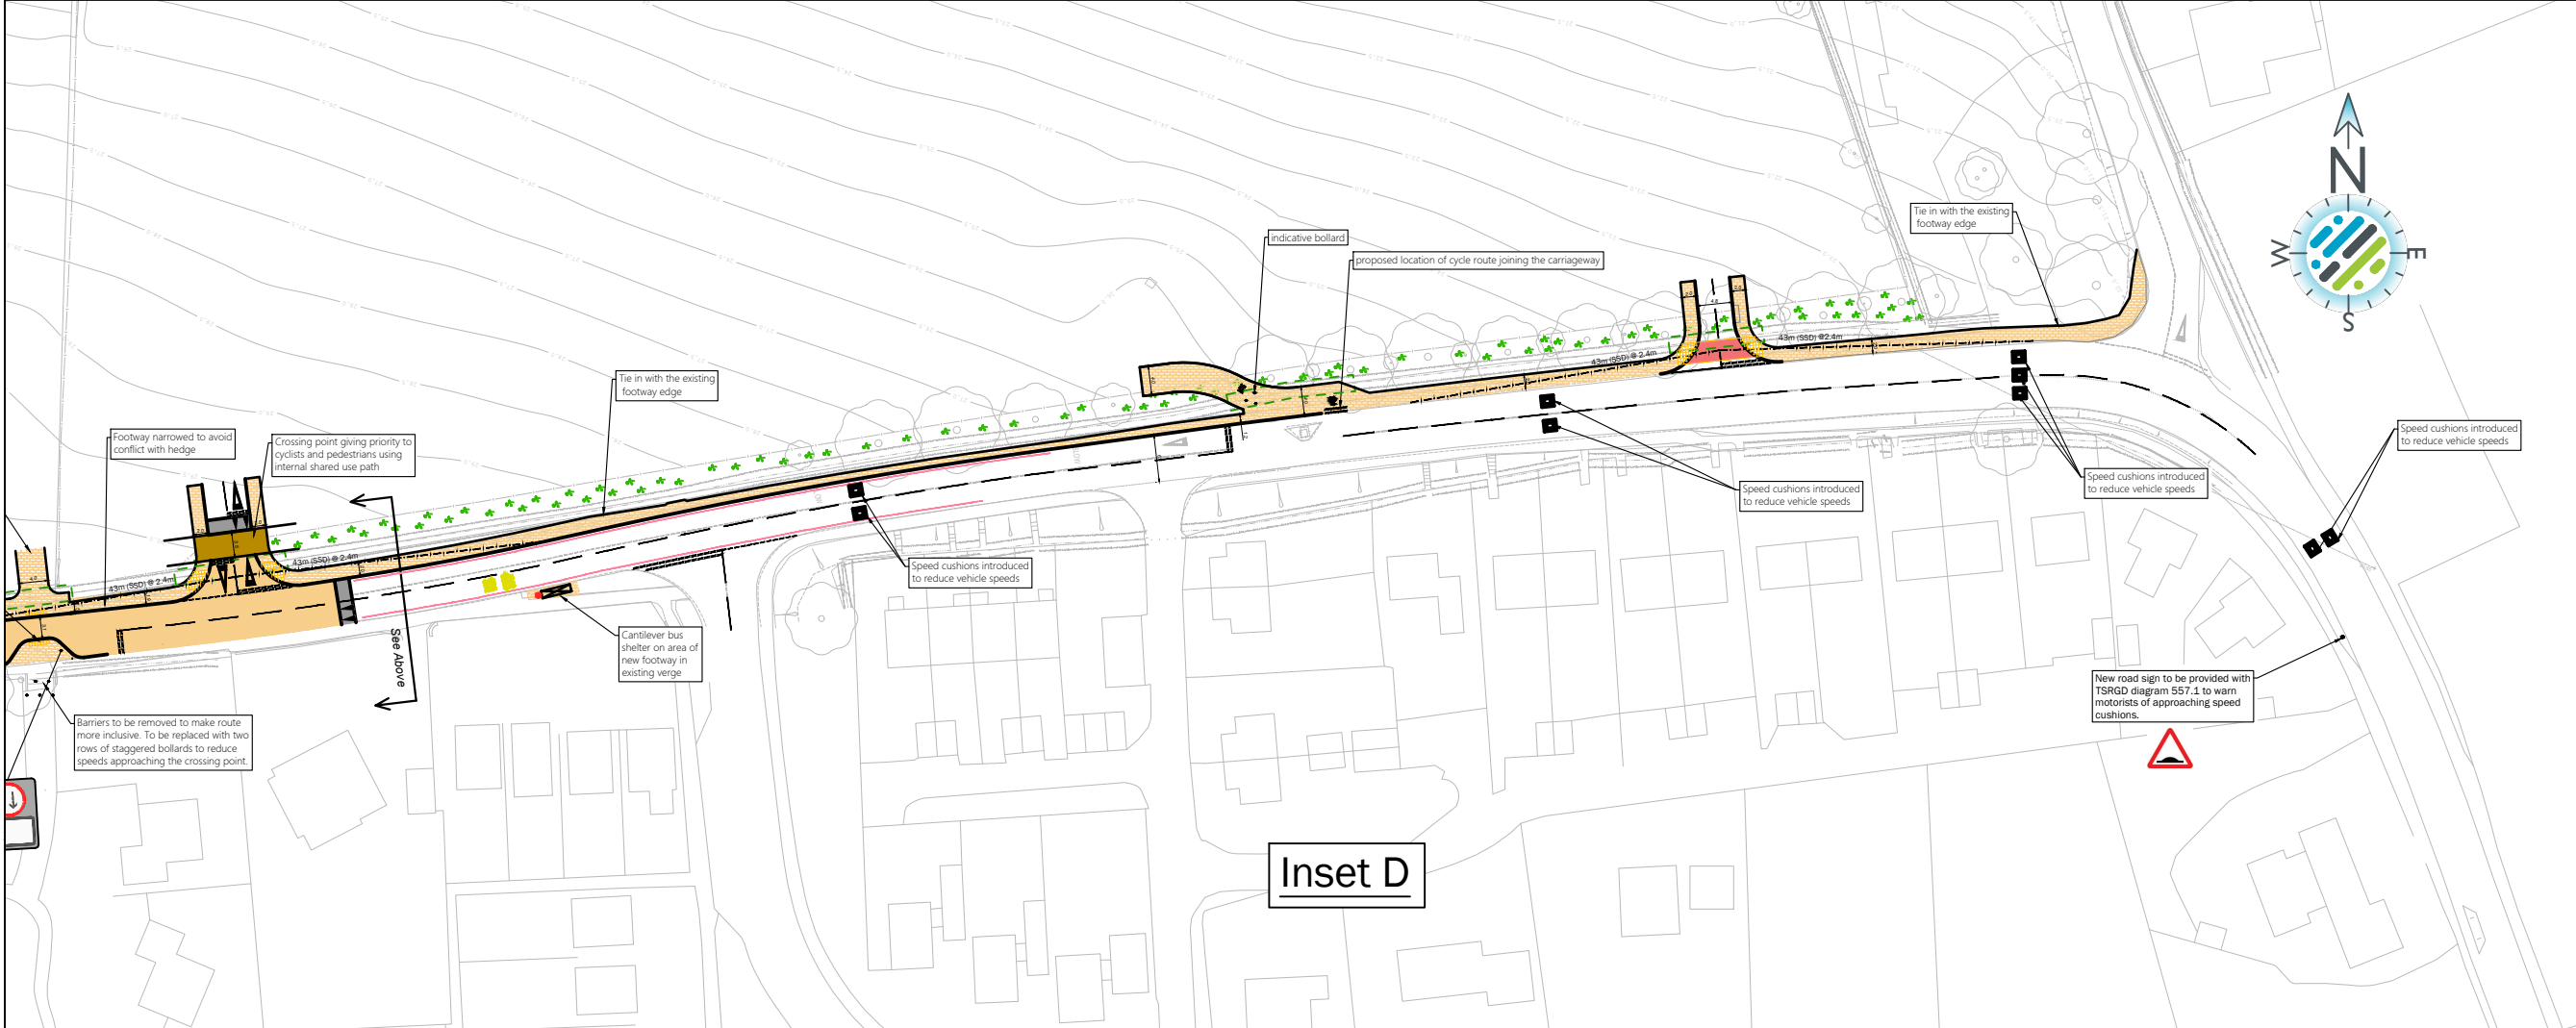 N
W
E
S
Tie in with the existing
footway edge
indicative bollard
proposed location of cycle route joining the carriageway
Tie in with the existing
footway edge
Footway narrowed to avoid
conflict with hedge
Crossing point giving priority to
cyclists and pedestrians using
internal shared use path
43m (SSD) @ 2.4m
43m (SSD) @ 2.4m
43m (SSD) @ 2.4m
43m (SSD) @2.4m
4.8
Speed cushions introduced
to reduce vehicle speeds
Speed cushions introduced
to reduce vehicle speeds
Speed cushions introduced
to reduce vehicle speeds
Speed cushions introduced
to reduce vehicle speeds
See Above
Cantilever bus
shelter on area of
new footway in
existing verge
Barriers to be removed to make route
more inclusive. To be replaced with two
rows of staggered bollards to reduce
speeds approaching the crossing point.
New road sign to be provided with
TSRGD diagram 557.1 to warn
motorists of approaching speed
cushions.
Inset D